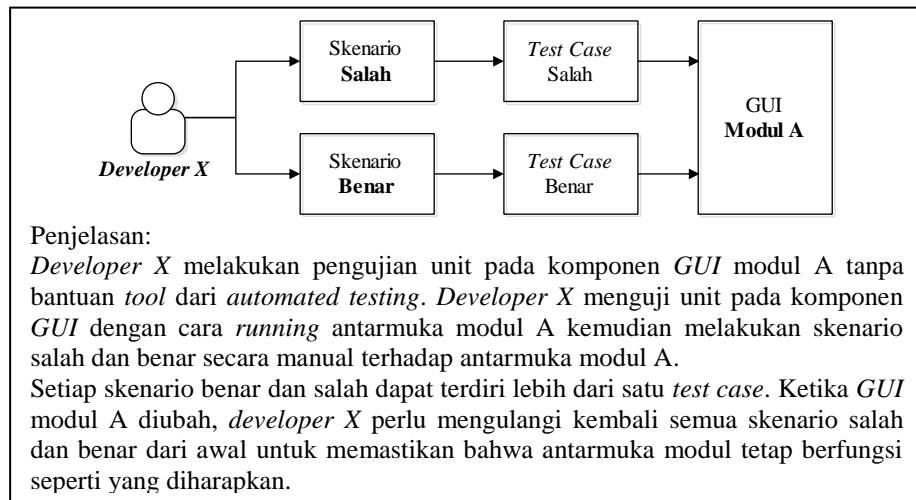 Skenario
Salah
Test Case
Salah
GUI
Modul A
Developer X
Skenario
Benar
Test Case
Benar
Penjelasan:
Developer X melakukan pengujian unit pada komponen GUI modul A tanpa
bantuan tool dari automated testing. Developer X menguji unit pada komponen
GUI dengan cara running antarmuka modul A kemudian melakukan skenario
salah dan benar secara manual terhadap antarmuka modul A.
Setiap skenario benar dan salah dapat terdiri lebih dari satu test case. Ketika GUI
modul A diubah, developer X perlu mengulangi kembali semua skenario salah
dan benar dari awal untuk memastikan bahwa antarmuka modul tetap berfungsi
seperti yang diharapkan.